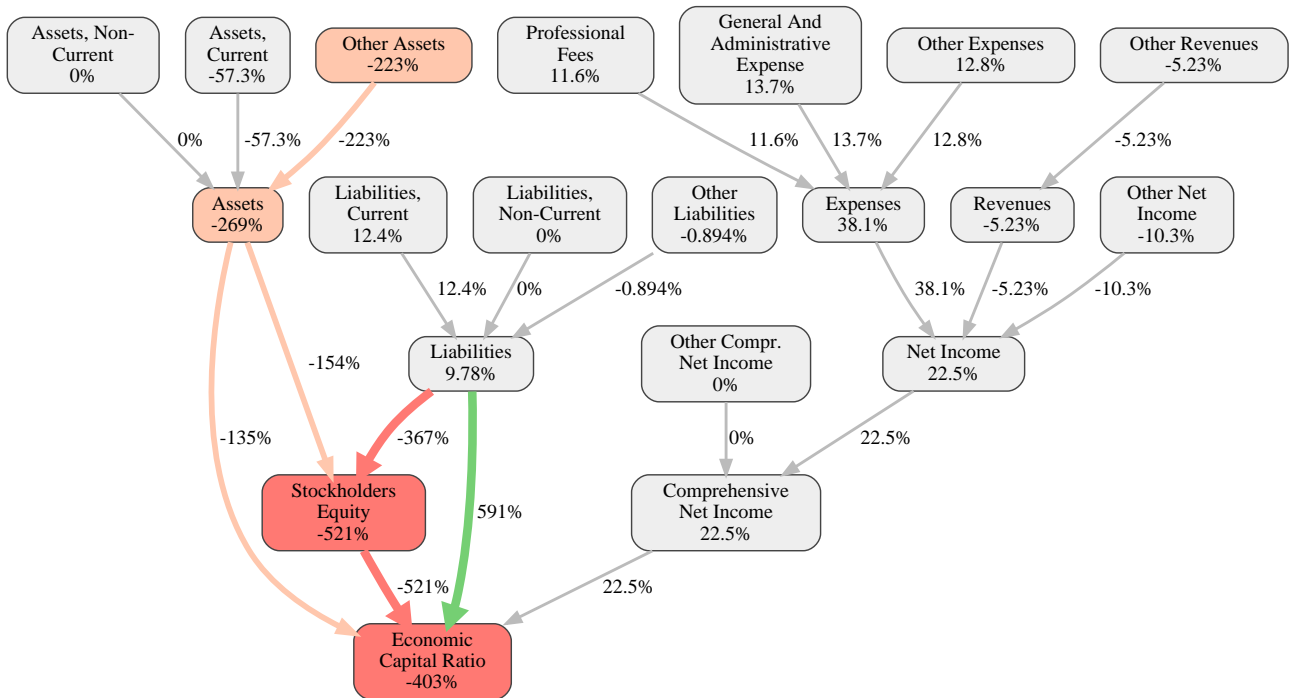 Assets, Non-
Current
0%
Assets,
Current
-57.3%
Other Assets
-223%
Professional
Fees
11.6%
General And
Administrative
Expense
13.7%
Other Expenses
12.8%
Other Revenues
-5.23%
0%
-57.3%
-223%
11.6%
13.7%
12.8%
-5.23%
Assets
-269%
Liabilities,
Current
12.4%
Liabilities,
Non-Current
0%
Other
Liabilities
-0.894%
Expenses
38.1%
Revenues
-5.23%
Other Net
Income
-10.3%
12.4%
0%
-0.894%
38.1%
-5.23%
-10.3%
Liabilities
9.78%
Other Compr.
Net Income
0%
Net Income
22.5%
-154%
-135%
-367%
0%
22.5%
Stockholders
Equity
-521%
591%
Comprehensive
Net Income
22.5%
-521%
22.5%
Economic
Capital Ratio
-403%